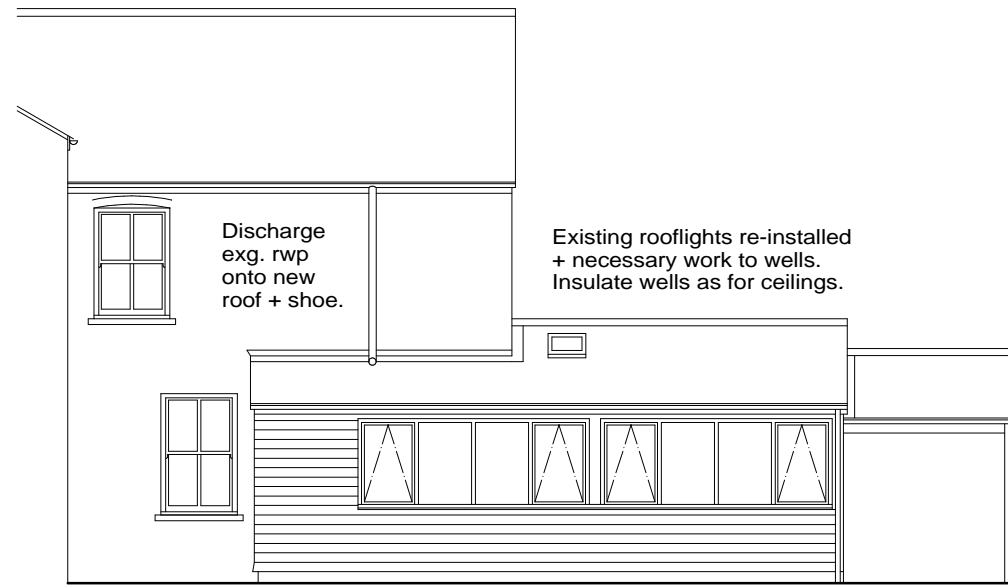 Discharge
exg. rwp
onto new
roof + shoe.
Existing rooflights re-installed
+ necessary work to wells.
Insulate wells as for ceilings.